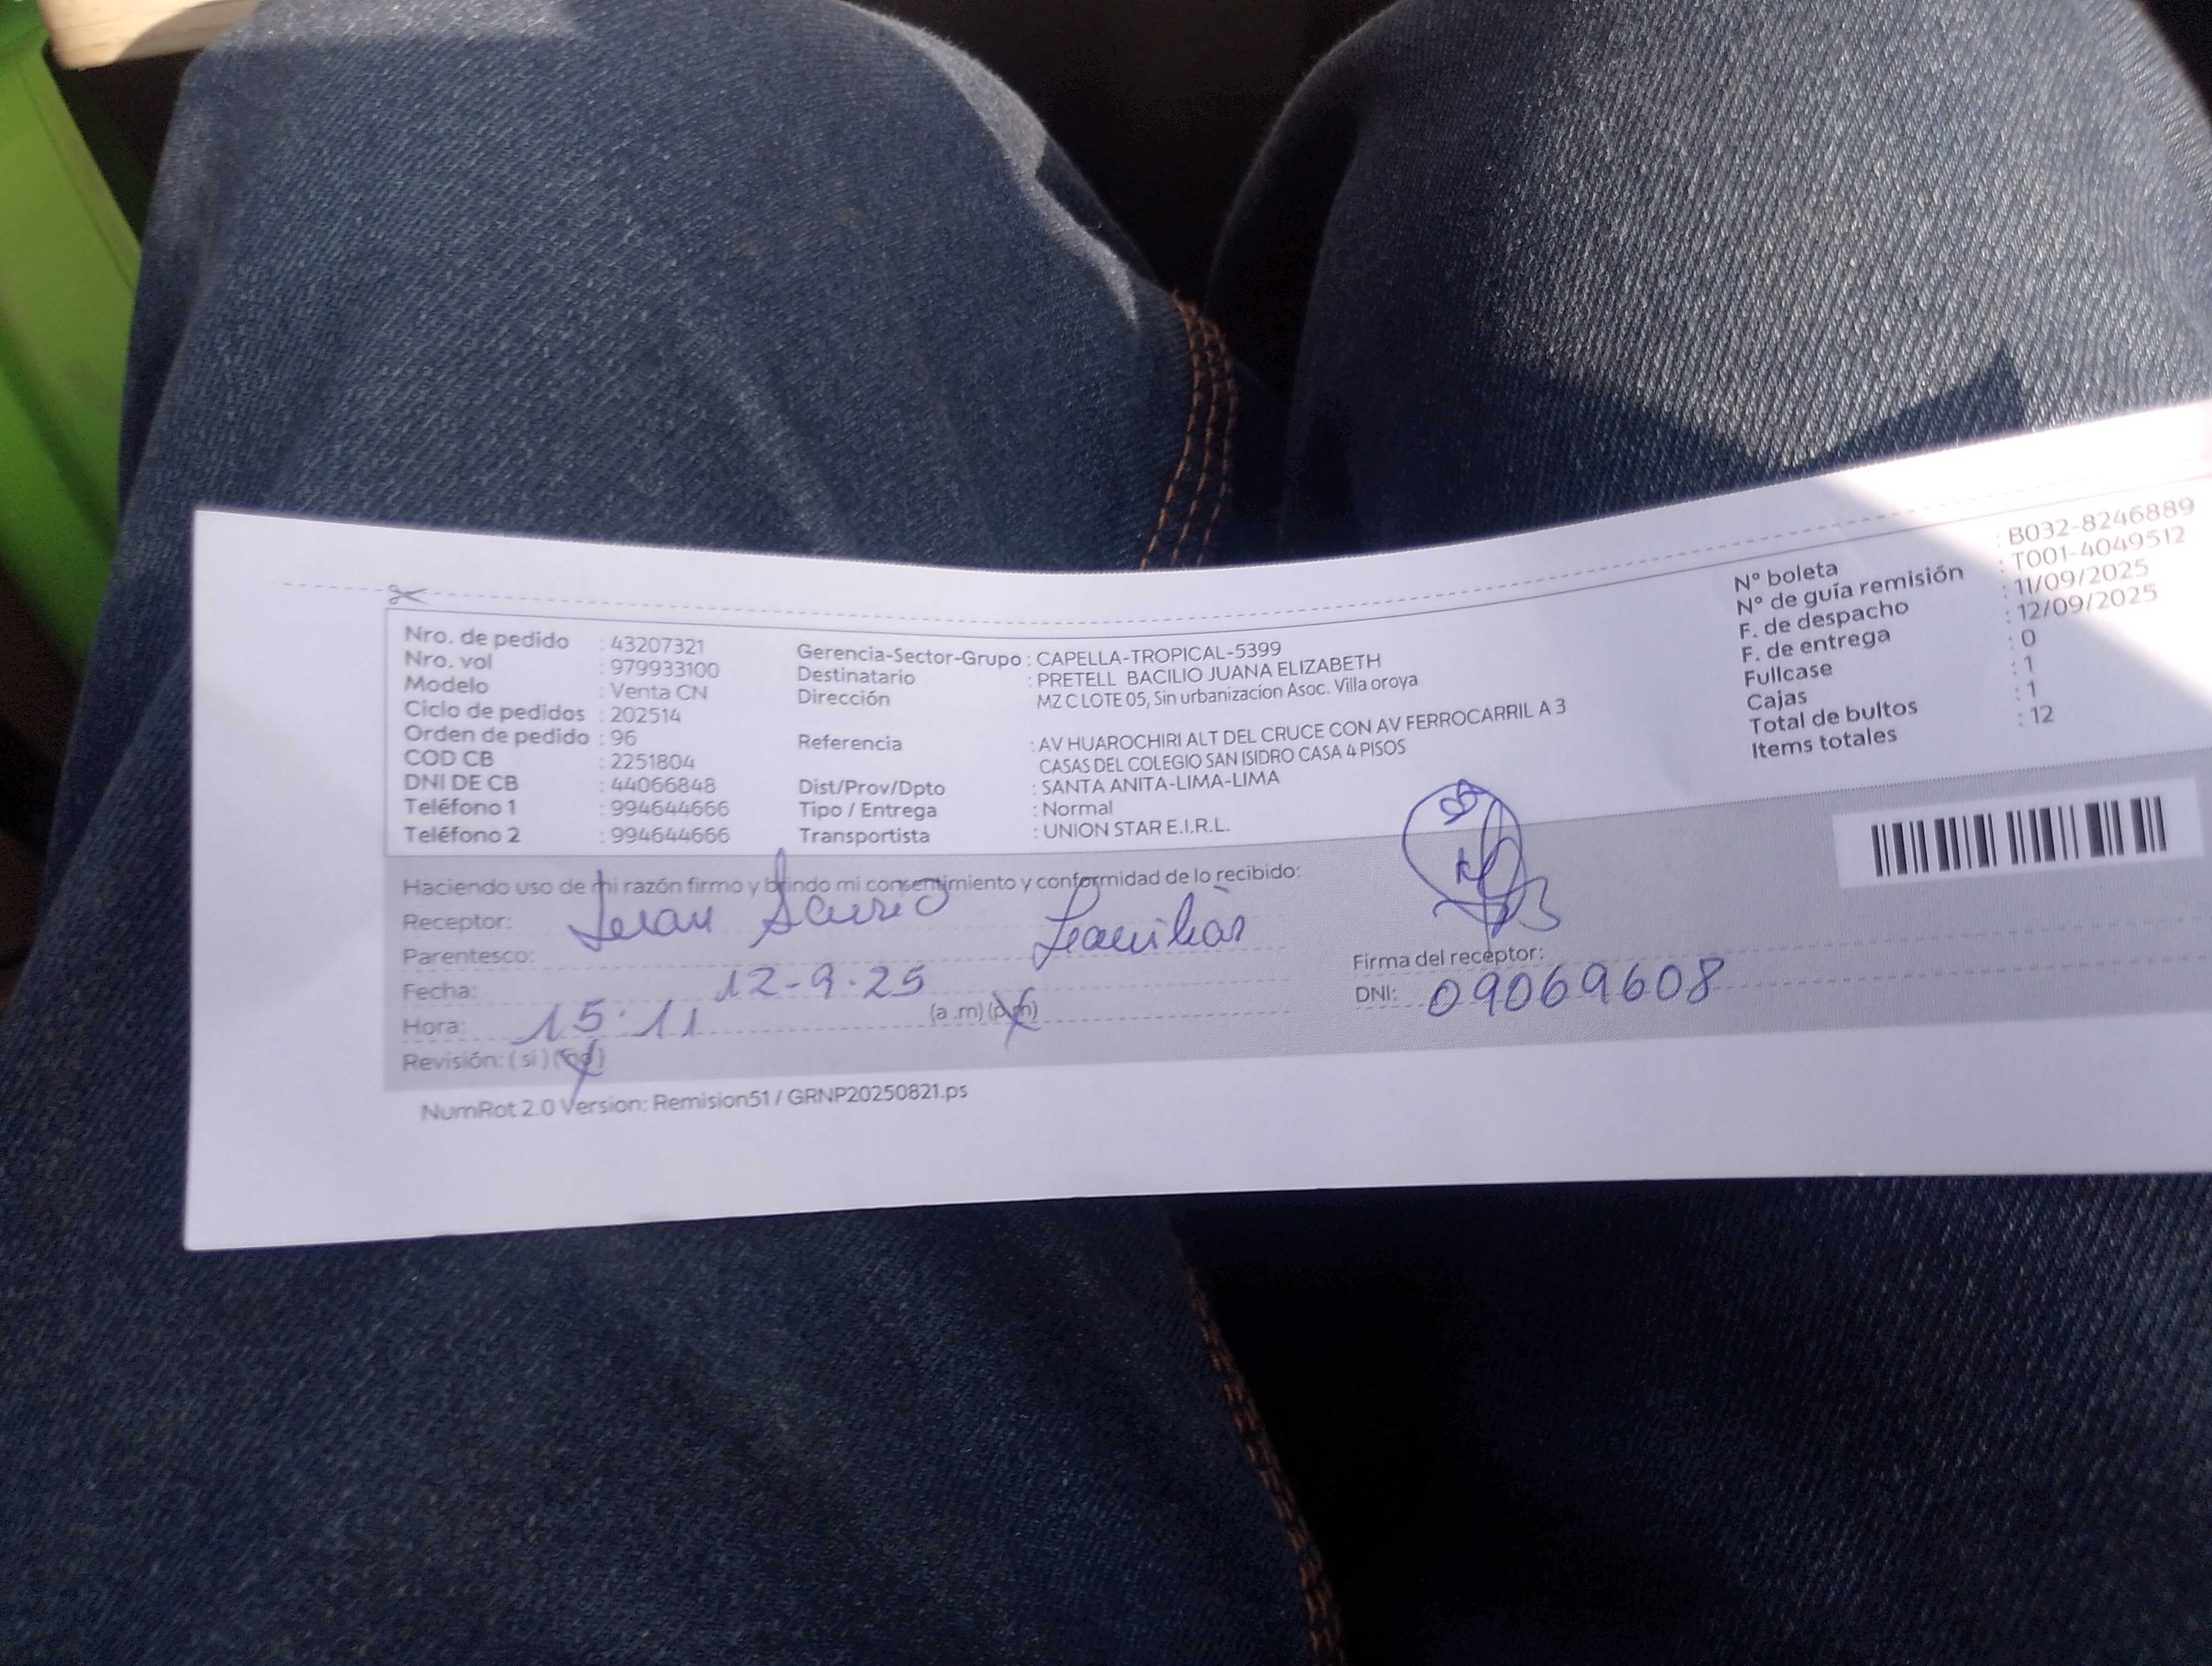 Nro. de pedido : 43207321
Nro. vol : 979933100
Modelo : Venta CN
Ciclo de pedidos : 202514
Orden de pedido : 96
COD CB : 2251804
DNI DE CB : 44066848
Teléfono 1 : 994644666
Teléfono 2 : 994644666
Gerencia-Sector-Grupo : CAPELLA-TROPICAL-5399
Destinatario : PRETELL BACILIO JUANA ELIZABETH
Dirección MZ C LOTE 05, Sin urbanizacion Asoc. Villa oroya
Referencia : AV HUAROCHIRI ALT DEL CRUCE CON AV FERROCARRIL A 3
CASAS DEL COLEGIO SAN ISIDRO CASA 4 PISOS
Dist/Prov/Dpto : SANTA ANITA-LIMA-LIMA
Tipo / Entrega : Normal
Transportista : UNION STAR E.I.R.L.
N° boleta : B032-8246889
N° de guía remisión : T001-4049512
F. de despacho : 11/09/2025
F. de entrega : 12/09/2025
Fullcase : 0
Cajas : 1
Total de bultos : 1
Items totales : 12
Haciendo uso de mi razón firmo y brindo mi consentimiento y conformidad de lo recibido:
Receptor:
Parentesco: Familiar
Fecha: 12-9-25
Hora: 15:11 (a.m) (p.m)
Revisión: (si) (no)
Firma del receptor:
DNI: 09069608
NumRot 2.0 Version: Remision51 / GRNP20250821.ps